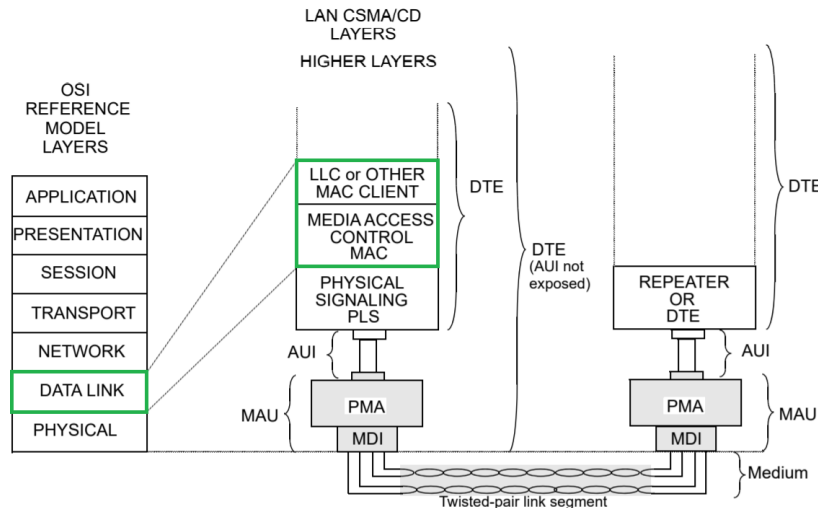 LAN CSMA/CD
LAYERS
HIGHER LAYERS
OSI
REFERENCE
MODEL
LAYERS
APPLICATION
PRESENTATION
SESSION
TRANSPORT
NETWORK
DATA LINK
PHYSICAL
LLC or OTHER
MAC CLIENT
MEDIA ACCESS
CONTROL
MAC
PHYSICAL
SIGNALING
PLS
DTE
AUI
MAU
PMA
MDI
DTE
(AUI not
exposed)
REPEATER
OR
DTE
DTE
AUI
PMA
MAU
MDI
Medium
Twisted-pair link segment